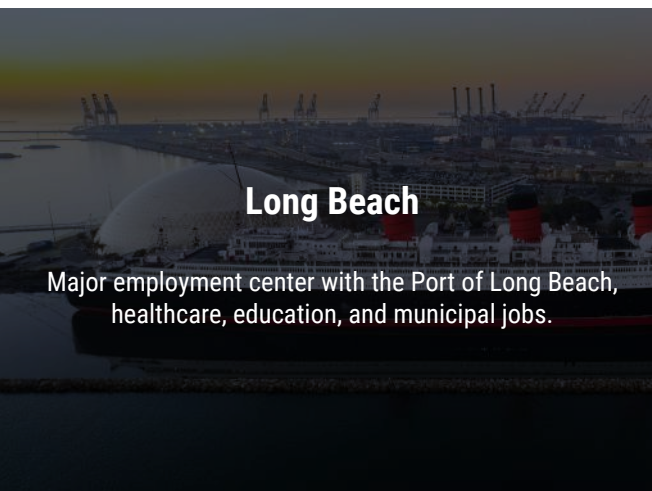 Long Beach
Major employment center with the Port of Long Beach,
healthcare, education, and municipal jobs.